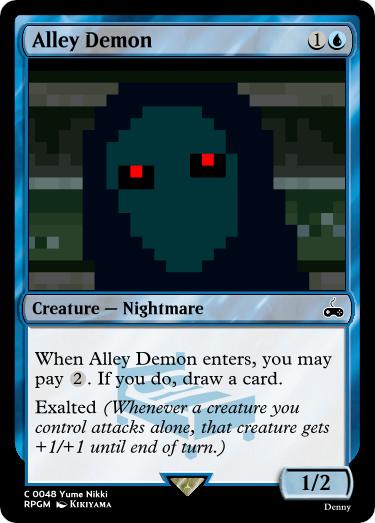 Alley Demon 1
Creature — Nightmare
When Alley Demon enters, you may
pay 2. If you do, draw a card.
Exalted (Whenever a creature you
control attacks alone, that creature gets
+1/+1 until end of turn.)
1/2
C 0048 Yume Nikki
RPGM KIKIYAMA
Denny